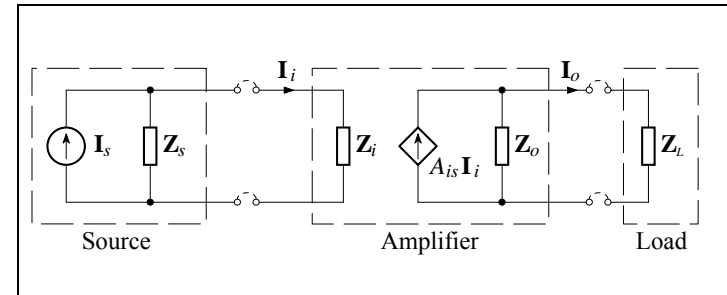 I_i
I_o
I_s
Z_s
Z_i
A_is I_i
Z_o
Z_L
Source
Amplifier
Load